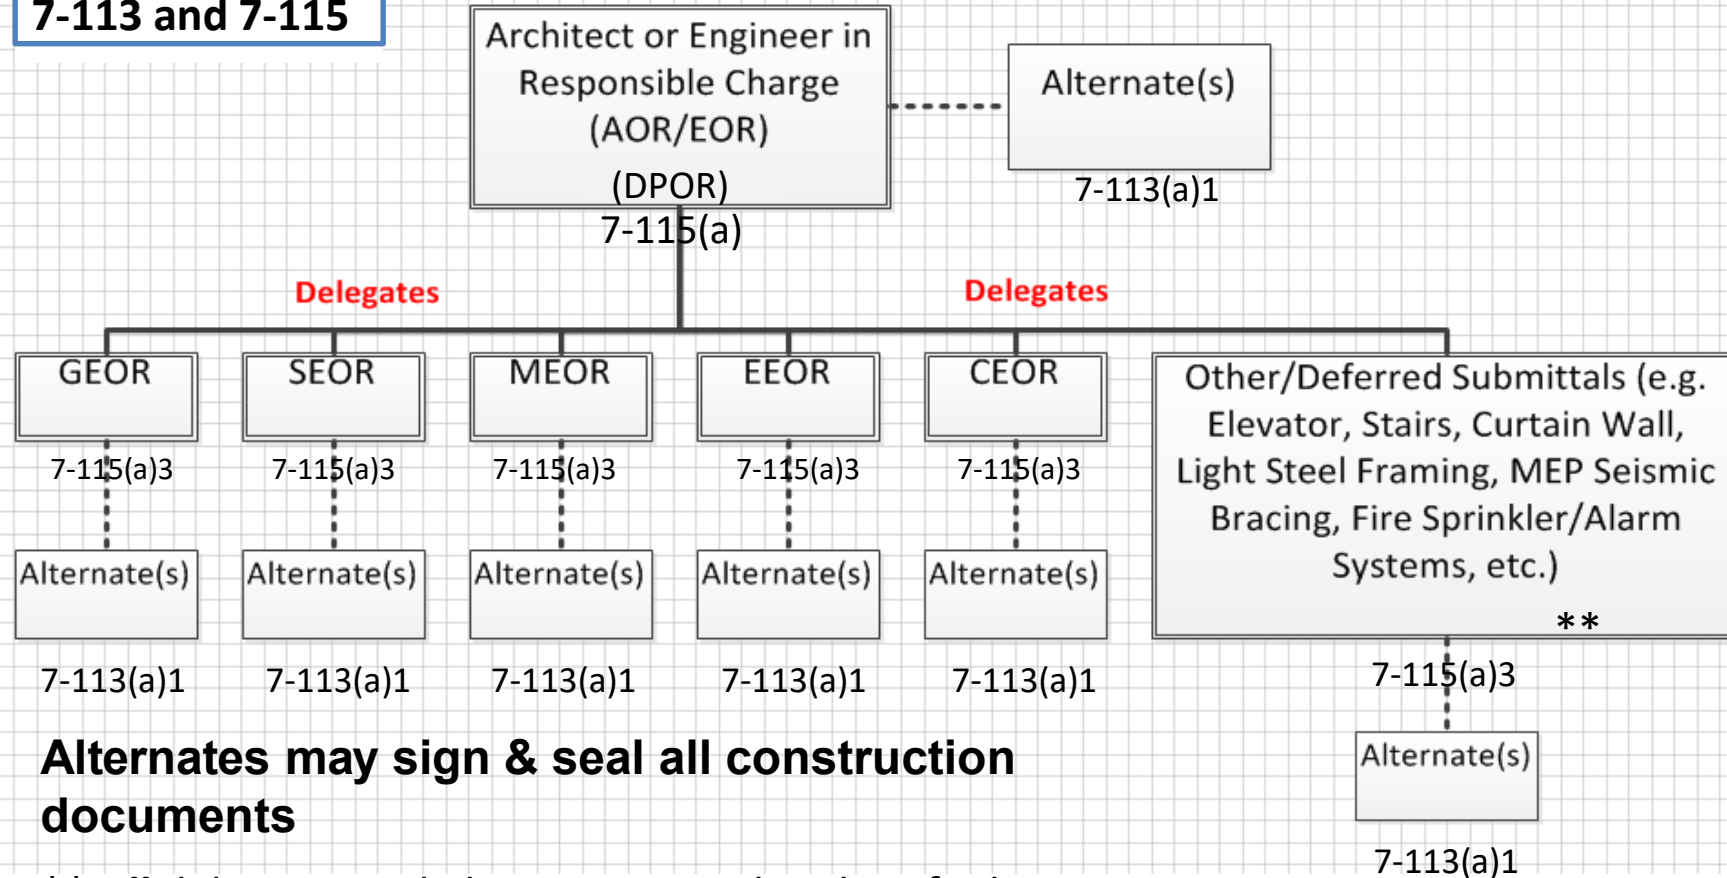 7-113 and 7-115
Architect or Engineer in
Responsible Charge
(AOR/EOR)
(DPOR)
7-115(a)
Alternate(s)
7-113(a)1
Delegates
Delegates
GEOR
SEOR
MEOR
EEOR
CEOR
7-115(a)3
7-115(a)3
7-115(a)3
7-115(a)3
7-115(a)3
Alternate(s)
Alternate(s)
Alternate(s)
Alternate(s)
Alternate(s)
7-113(a)1
7-113(a)1
7-113(a)1
7-113(a)1
7-113(a)1
Other/Deferred Submittals (e.g.
Elevator, Stairs, Curtain Wall,
Light Steel Framing, MEP Seismic
Bracing, Fire Sprinkler/Alarm
Systems, etc.)
**
7-115(a)3
Alternate(s)
7-113(a)1
Alternates may sign & seal all construction
documents